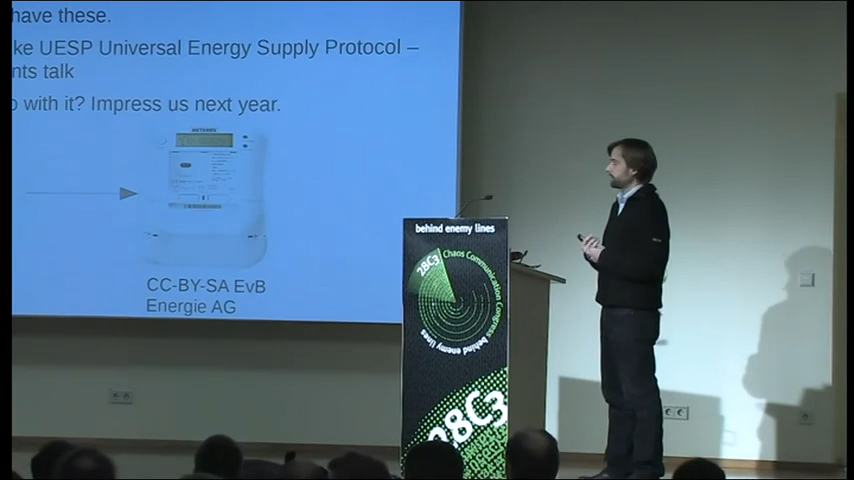 have these.
ke UESP Universal Energy Supply Protocol –
nts talk
o with it? Impress us next year.
CC-BY-SA EvB
Energie AG
behind enemy lines
28C3 Chaos Communication Congress behind enemy lines
28C3